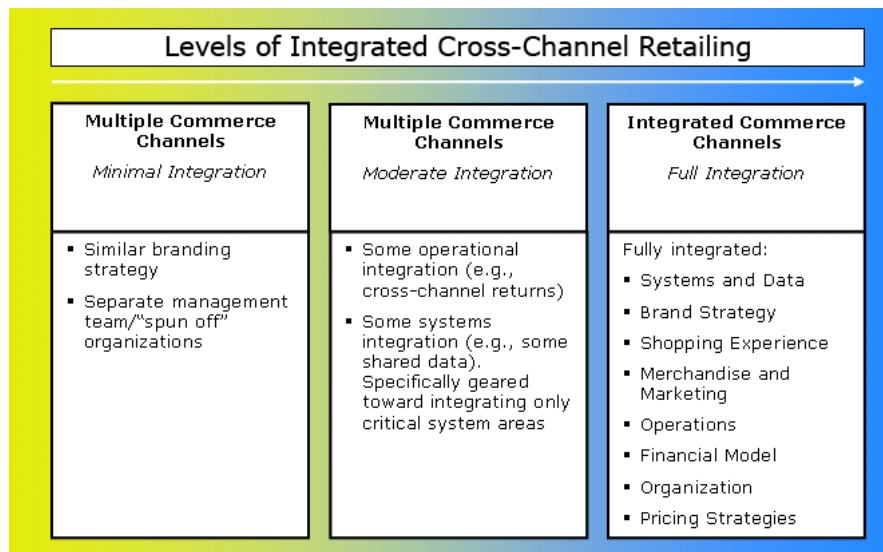 Levels of Integrated Cross-Channel Retailing
Multiple Commerce
Channels
Minimal Integration
▪ Similar branding
strategy
▪ Separate management
team/“spun off”
organizations
Multiple Commerce
Channels
Moderate Integration
▪ Some operational
integration (e.g.,
cross-channel returns)
▪ Some systems
integration (e.g., some
shared data).
Specifically geared
toward integrating only
critical system areas
Integrated Commerce
Channels
Full Integration
Fully integrated:
▪ Systems and Data
▪ Brand Strategy
▪ Shopping Experience
▪ Merchandise and
Marketing
▪ Operations
▪ Financial Model
▪ Organization
▪ Pricing Strategies